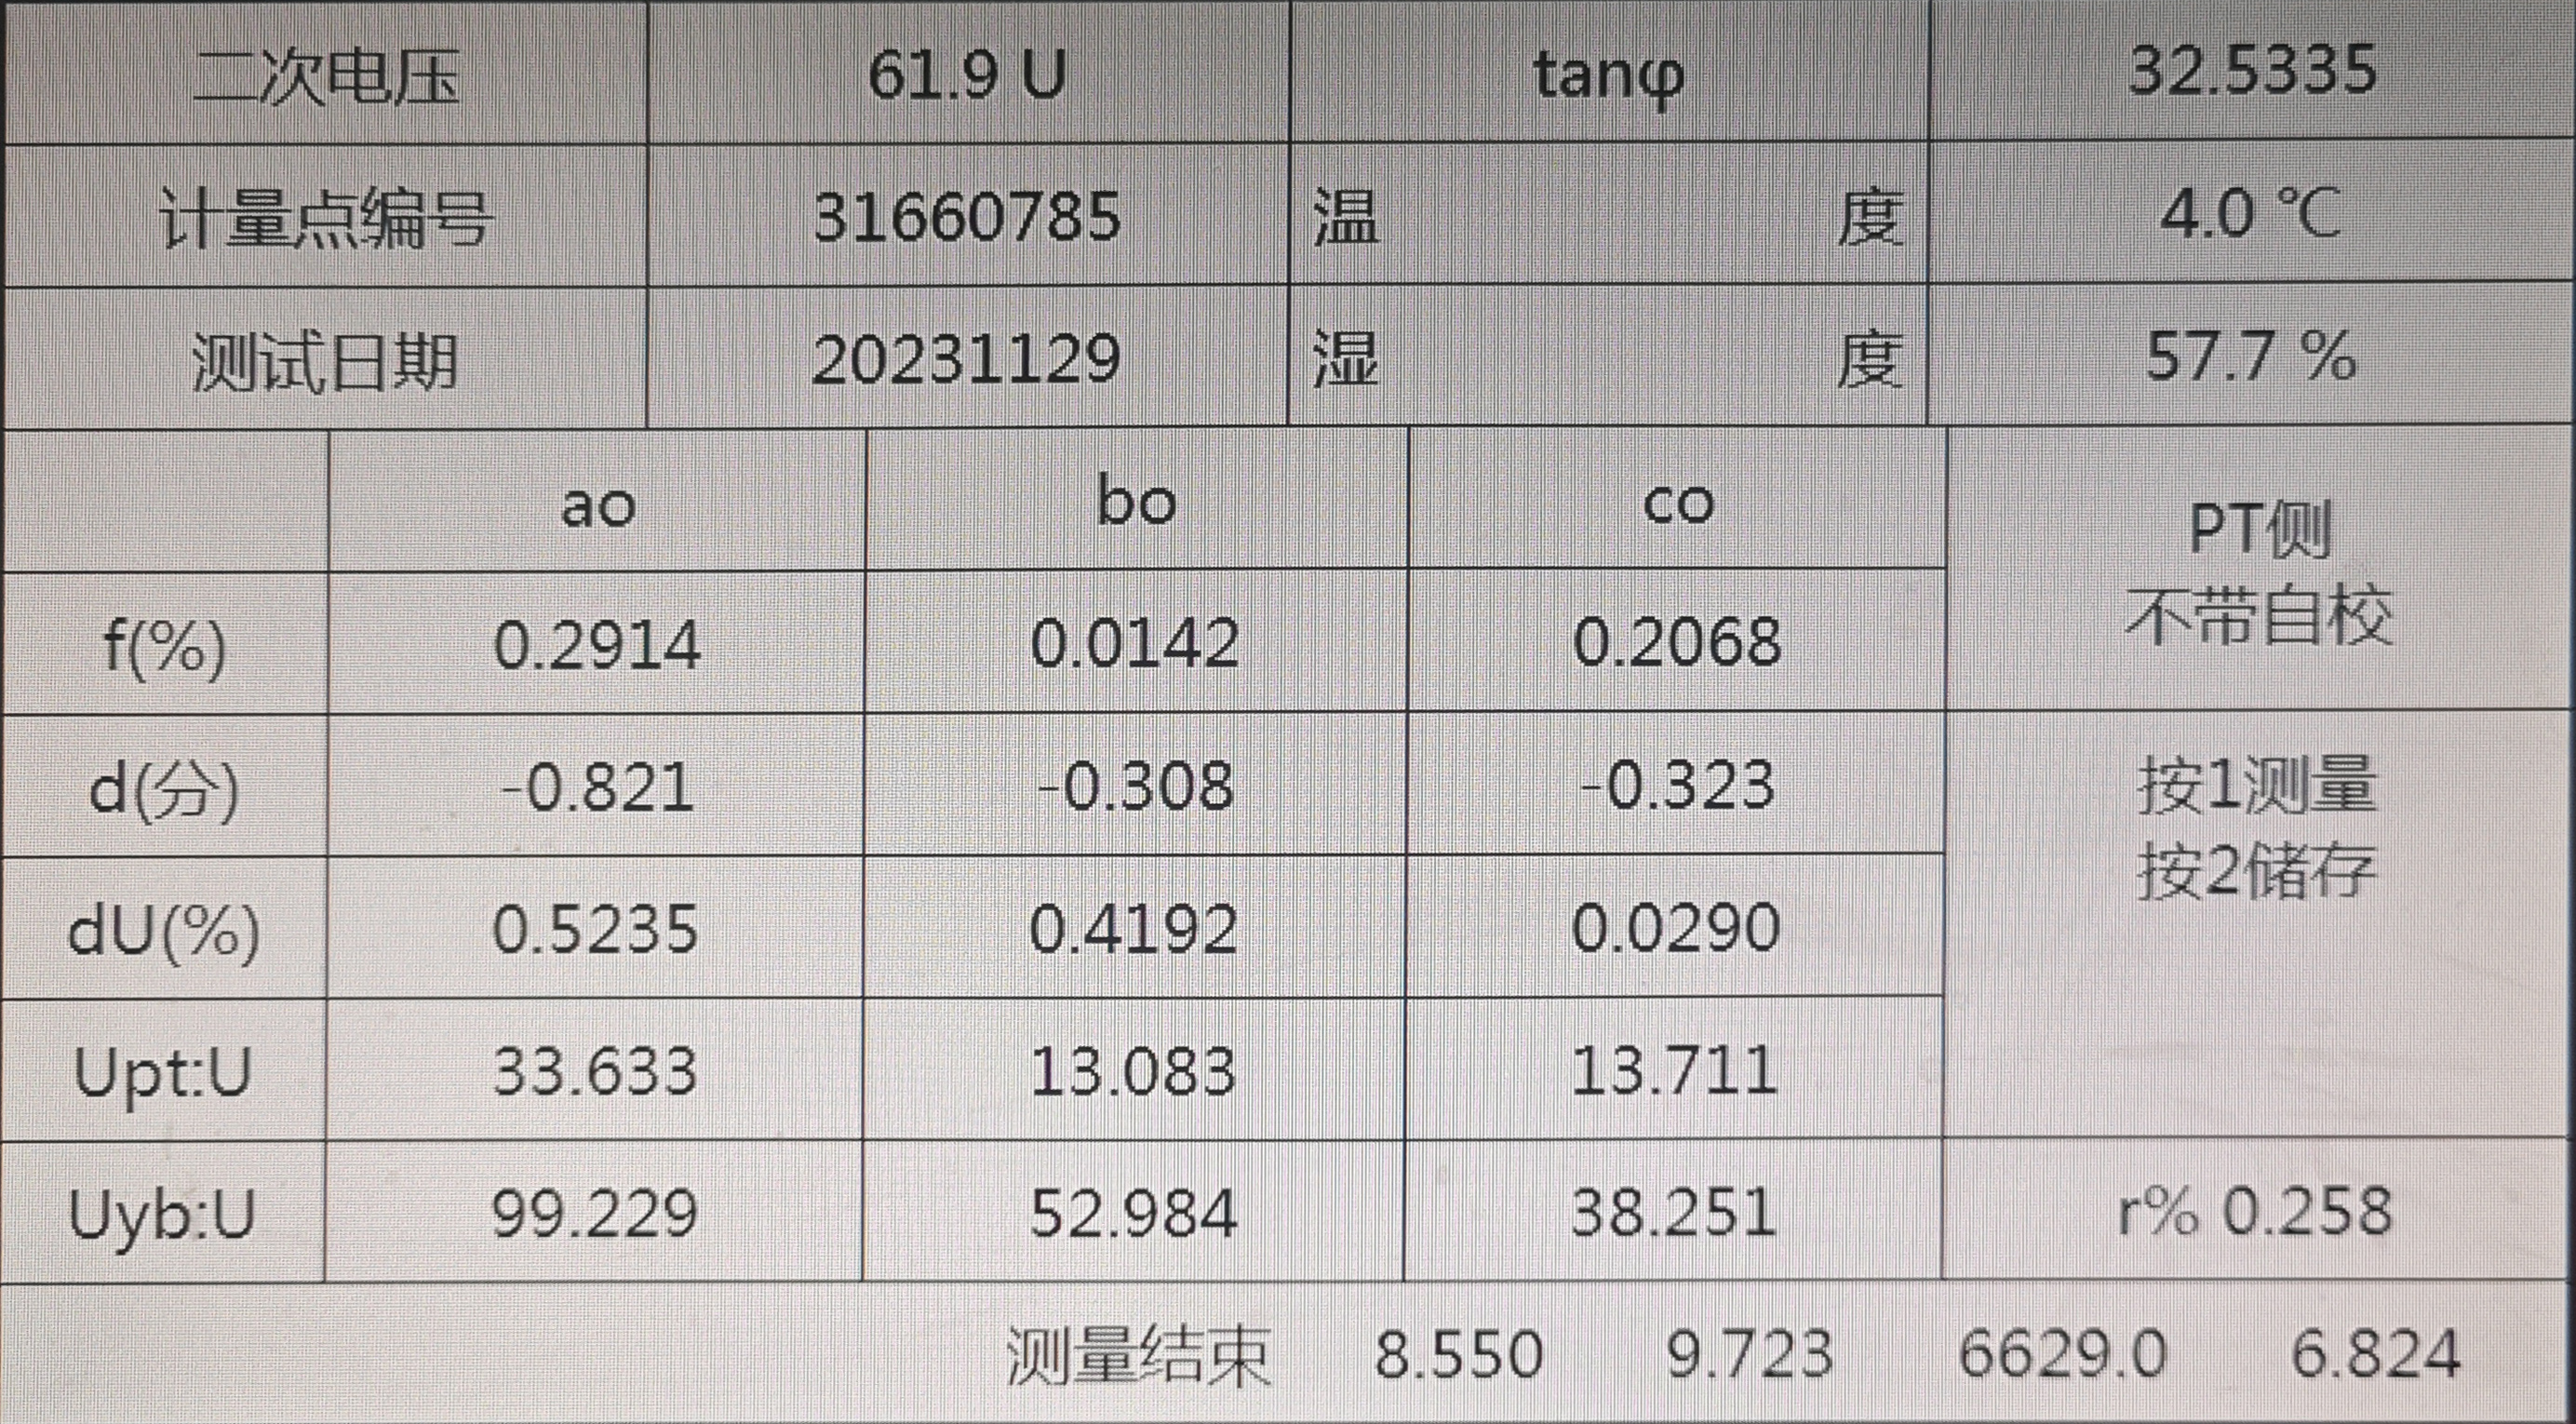 二次电压 61.9 U tanφ 32.5335
计量点编号 31660785 温 度 4.0 ℃
测试日期 20231129 湿 度 57.7 %
ao bo co PT侧
不带自校
f(%) 0.2914 0.0142 0.2068
d(分) -0.821 -0.308 -0.323 按1测量
按2储存
dU(%) 0.5235 0.4192 0.0290
Upt:U 33.633 13.083 13.711
Uyb:U 99.229 52.984 38.251 r% 0.258
测量结束 8.550 9.723 6629.0 6.824